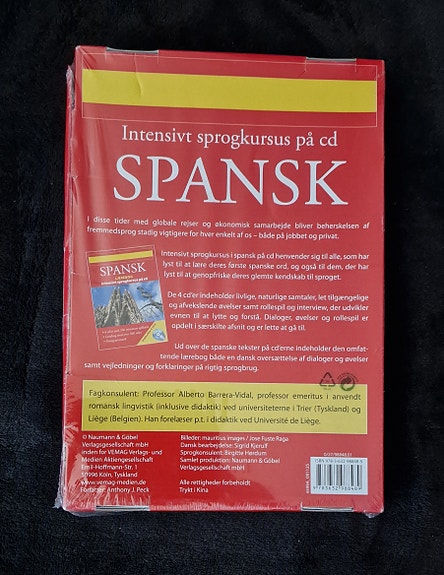 Intensivt sprogkursus på cd
SPANSK
I disse tider med globale rejser og økonomisk samarbejde bliver beherskelsen af
fremmedsprog stadig vigtigere for hver enkelt af os – både på jobbet og privat.
SPANSK
Intensivt sprogkursus på cd
Intensivt sprogkursus i spansk på cd henvender sig til alle, som har
lyst til at lære deres første spanske ord, og også til dem, der har
lyst til at genopfriske deres glemte kendskab til sproget.
De 4 cd'er indeholder livlige, naturlige samtaler, let tilgængelige
og afvekslende øvelser samt rollespil og interview, der udvikler
evnen til at lytte og forstå. Dialoger, øvelser og rollespil er
opdelt i særskilte afsnit og er lette at gå til.
Ud over de spanske tekster på cd'erne indeholder den omfat-
tende lærebog både en dansk oversættelse af dialoger og øvelser
samt vejledninger og forklaringer på rigtig sprogbrug.
Fagkonsulent: Professor Alberto Barrera-Vidal, professor emeritus i anvendt
romansk lingvistik (inklusive didaktik) ved universiteterne i Trier (Tyskland) og
Liège (Belgien). Han forelæser p.t. i didaktik ved Université de Liège.
© Naumann & Göbel
Verlagsgesellschaft mbH
inden for VEMAG Verlags- und
Medien Aktiengesellschaft
Emil-Hoffmann-Str. 1
50996 Köln, Tyskland
www.vemag-medien.de
Forfatter: Anthony J. Peck
Billeder: mauritius images / Jose Fuste Raga
Dansk bearbejdelse: Sigrid Kjerulf
Sprogkonsulent: Birgitte Hørdum
Samlet produktion: Naumann & Göbel
Verlagsgesellschaft mbH
Alle rettigheder forbeholdt
Trykt i Kina